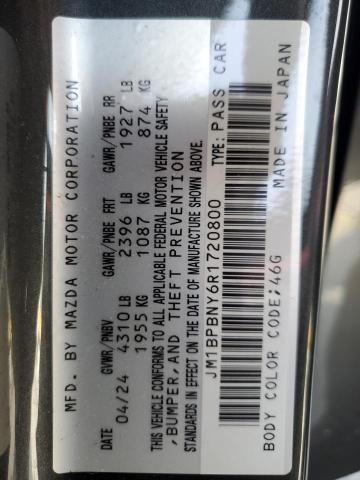 MFD. BY MAZDA MOTOR CORPORATION
GVWR/PNBV GAWR/PNBE FRT GAWR/PNBE RR
DATE 04/24 4310 LB 2396 LB 1927 LB
1955 KG 1087 KG 874 KG
THIS VEHICLE CONFORMS TO ALL APPLICABLE FEDERAL MOTOR VEHICLE SAFETY
,BUMPER,AND THEFT PREVENTION
STANDARDS IN EFFECT ON THE DATE OF MANUFACTURE SHOWN ABOVE.
JM1BPBNY6R1720800 TYPE: PASS CAR
BODY COLOR CODE;46G MADE IN JAPAN